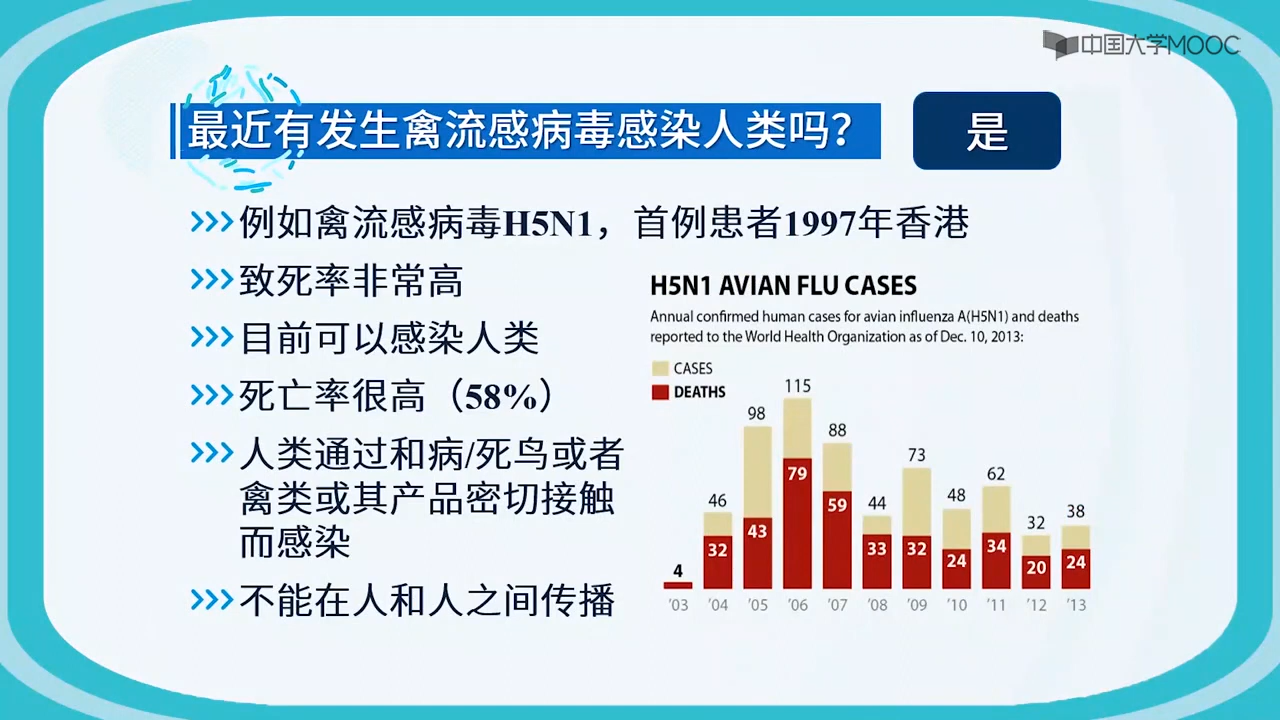 中国大学MOOC
最近有发生禽流感病毒感染人类吗？
是
例如禽流感病毒H5N1，首例患者1997年香港
致死率非常高
目前可以感染人类
死亡率很高（58%）
人类通过和病/死鸟或者
禽类或其产品密切接触
而感染
不能在人和人之间传播
H5N1 AVIAN FLU CASES
Annual confirmed human cases for avian influenza A(H5N1) and deaths
reported to the World Health Organization as of Dec. 10, 2013:
CASES
DEATHS
4
46
32
98
43
115
79
88
59
44
33
73
32
48
24
62
34
32
20
38
24
'03 '04 '05 '06 '07 '08 '09 '10 '11 '12 '13